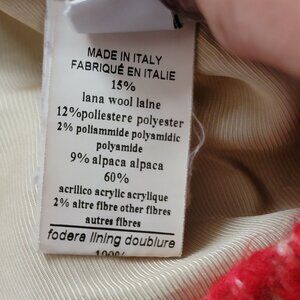 MADE IN ITALY
FABRIQUÉ EN ITALIE
15%
lana wool laine
12%poliestere polyester
2% poliammide polyamidic
polyamide
9% alpaca alpaca
60%
acrilico acrylic acrylique
2% altre fibre other fibres
autres fibres
fodera lining doublure
100%